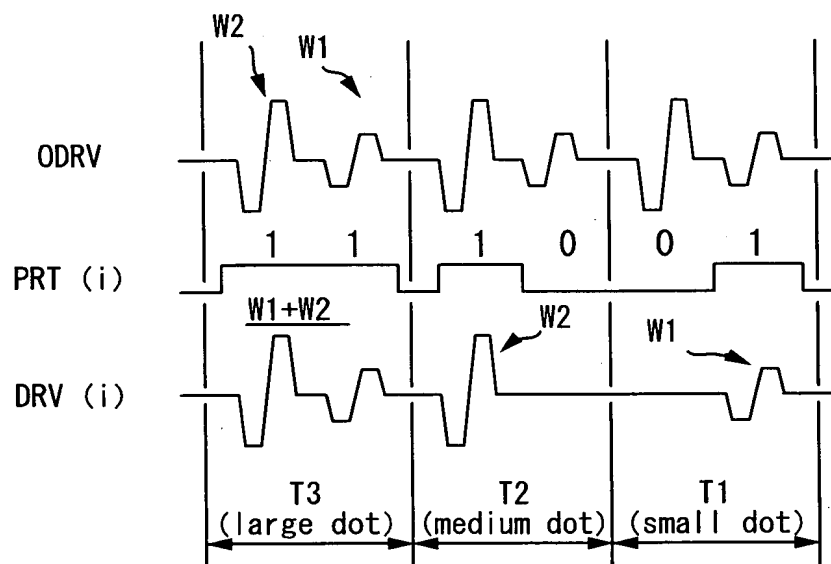 W2
W1
ODRV
1 1 1 0 0 1
PRT (i)
W1+W2
W2
W1
DRV (i)
T3
(large dot)
T2
(medium dot)
T1
(small dot)